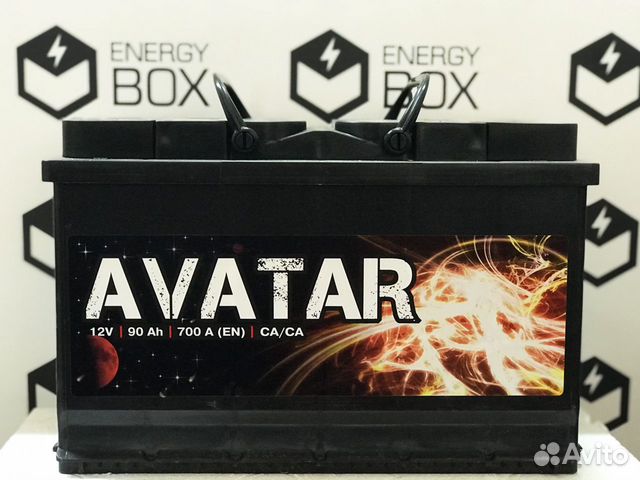 ENERGY
BOX
ENERGY
BOX
AVATAR
12V | 90 Ah | 700 A (EN) | CA/CA
Avito